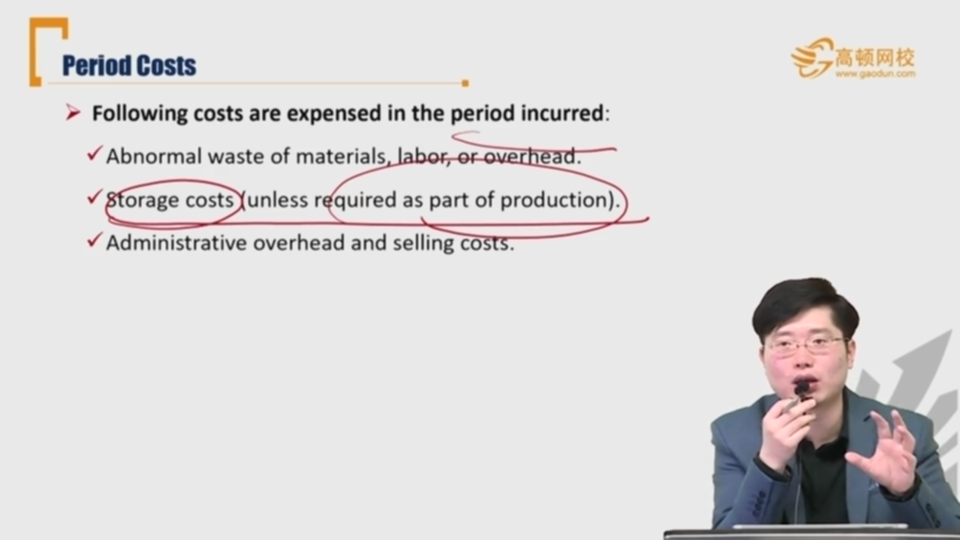 Period Costs
高顿网校
www.gaodun.com
➢ Following costs are expensed in the period incurred:
✓Abnormal waste of materials, labor, or overhead.
✓Storage costs (unless required as part of production).
✓Administrative overhead and selling costs.